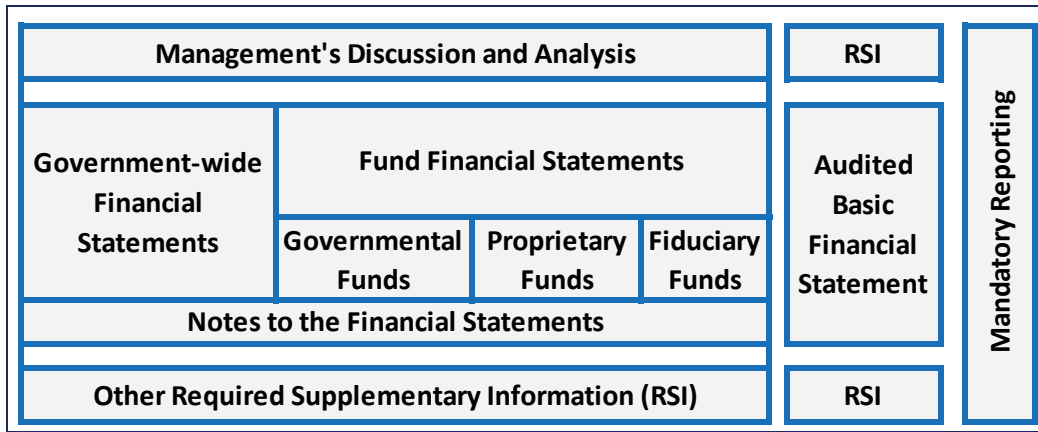 Management's Discussion and Analysis
RSI
Government-wide
Financial
Statements
Fund Financial Statements
Governmental
Funds
Proprietary
Funds
Fiduciary
Funds
Notes to the Financial Statements
Audited
Basic
Financial
Statement
Other Required Supplementary Information (RSI)
RSI
Mandatory Reporting